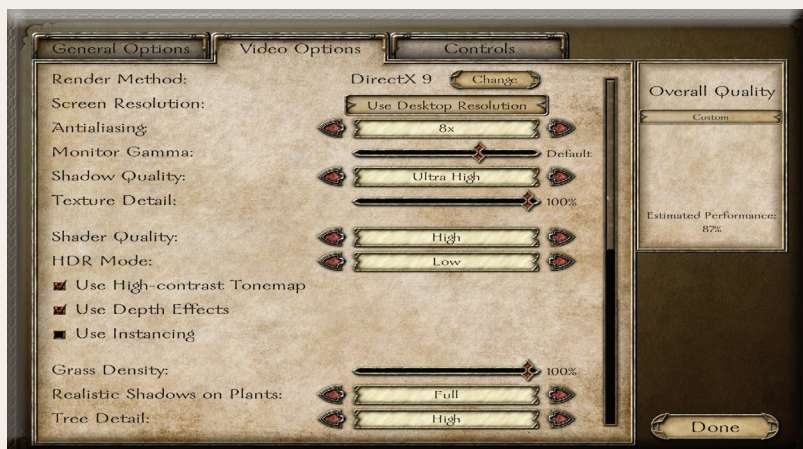 General Options Video Options Controls
Render Method: DirectX 9 Change
Screen Resolution: Use Desktop Resolution
Antialiasing: 8x
Monitor Gamma: Default
Shadow Quality: Ultra High
Texture Detail: 100%
Shader Quality: High
HDR Mode: Low
Use High-contrast Tonemap
Use Depth Effects
Use Instancing
Grass Density: 100%
Realistic Shadows on Plants: Full
Tree Detail: High
Overall Quality
Custom
Estimated Performance:
87%
Done